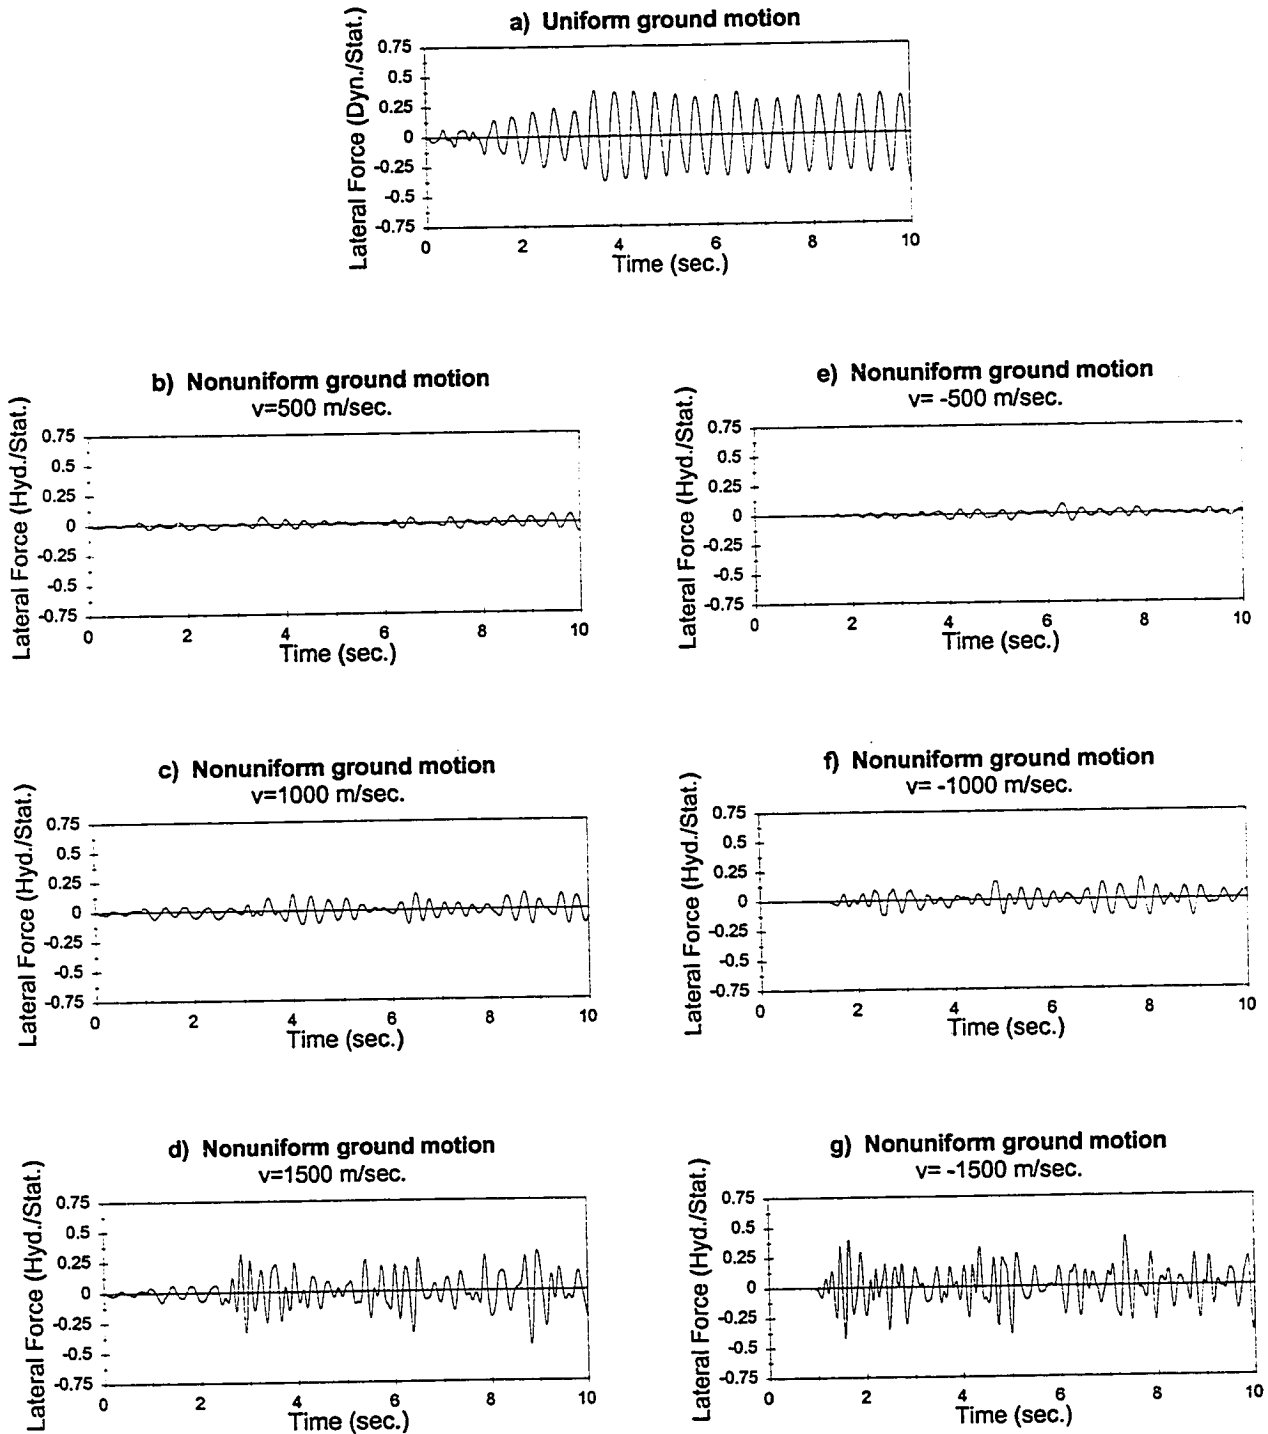 a) Uniform ground motion
Lateral Force (Dyn./Stat.)
0.75
0.5
0.25
0
-0.25
-0.5
-0.75
0 2 4 6 8 10
Time (sec.)
b) Nonuniform ground motion
v=500 m/sec.
Lateral Force (Hyd./Stat.)
0.75
0.5
0.25
0
-0.25
-0.5
-0.75
0 2 4 6 8 10
Time (sec.)
e) Nonuniform ground motion
v= -500 m/sec.
Lateral Force (Hyd./Stat.)
0.75
0.5
0.25
0
-0.25
-0.5
-0.75
0 2 4 6 8 10
Time (sec.)
c) Nonuniform ground motion
v=1000 m/sec.
Lateral Force (Hyd./Stat.)
0.75
0.5
0.25
0
-0.25
-0.5
-0.75
0 2 4 6 8 10
Time (sec.)
f) Nonuniform ground motion
v= -1000 m/sec.
Lateral Force (Hyd./Stat.)
0.75
0.5
0.25
0
-0.25
-0.5
-0.75
0 2 4 6 8 10
Time (sec.)
d) Nonuniform ground motion
v=1500 m/sec.
Lateral Force (Hyd./Stat.)
0.75
0.5
0.25
0
-0.25
-0.5
-0.75
0 2 4 6 8 10
Time (sec.)
g) Nonuniform ground motion
v= -1500 m/sec.
Lateral Force (Hyd./Stat.)
0.75
0.5
0.25
0
-0.25
-0.5
-0.75
0 2 4 6 8 10
Time (sec.)